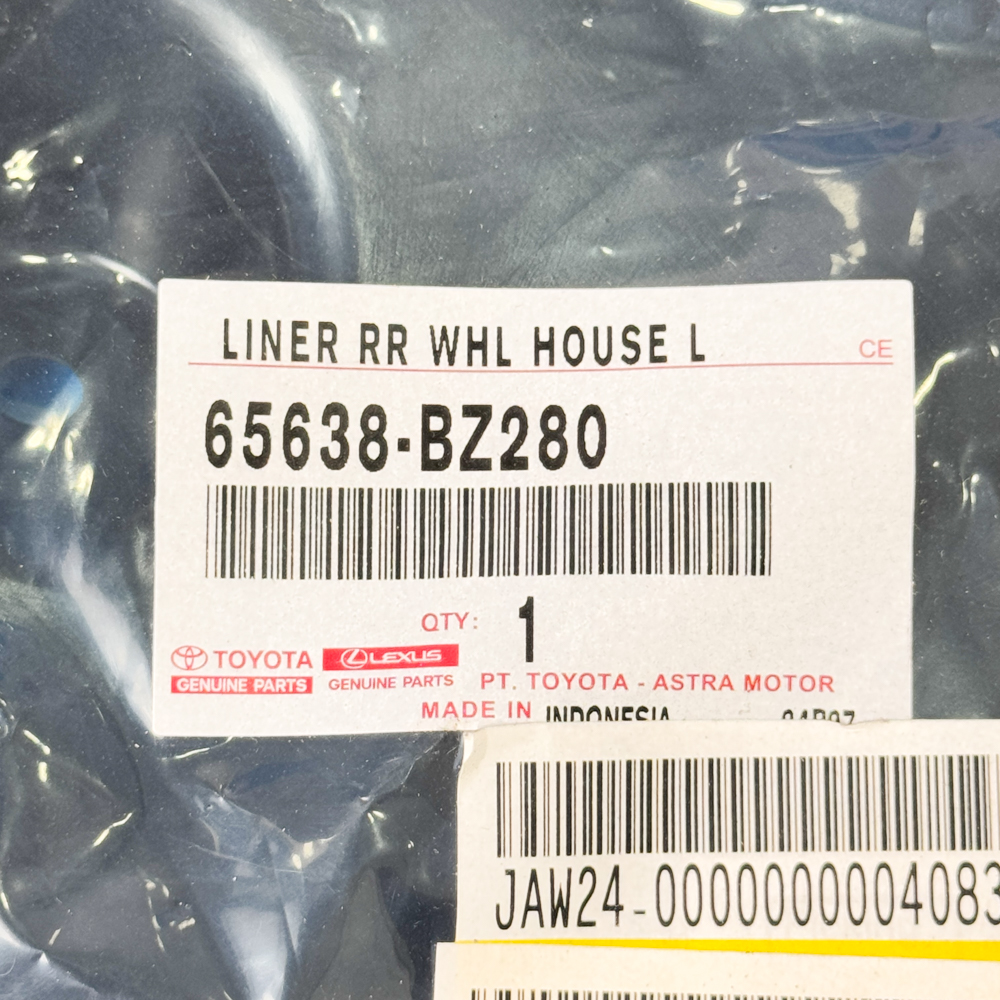 LINER RR WHL HOUSE L
CE
65638-BZ280
QTY: 1
TOYOTA LEXUS
GENUINE PARTS GENUINE PARTS PT. TOYOTA - ASTRA MOTOR
MADE IN INDONESIA
JAW24-0000000004083